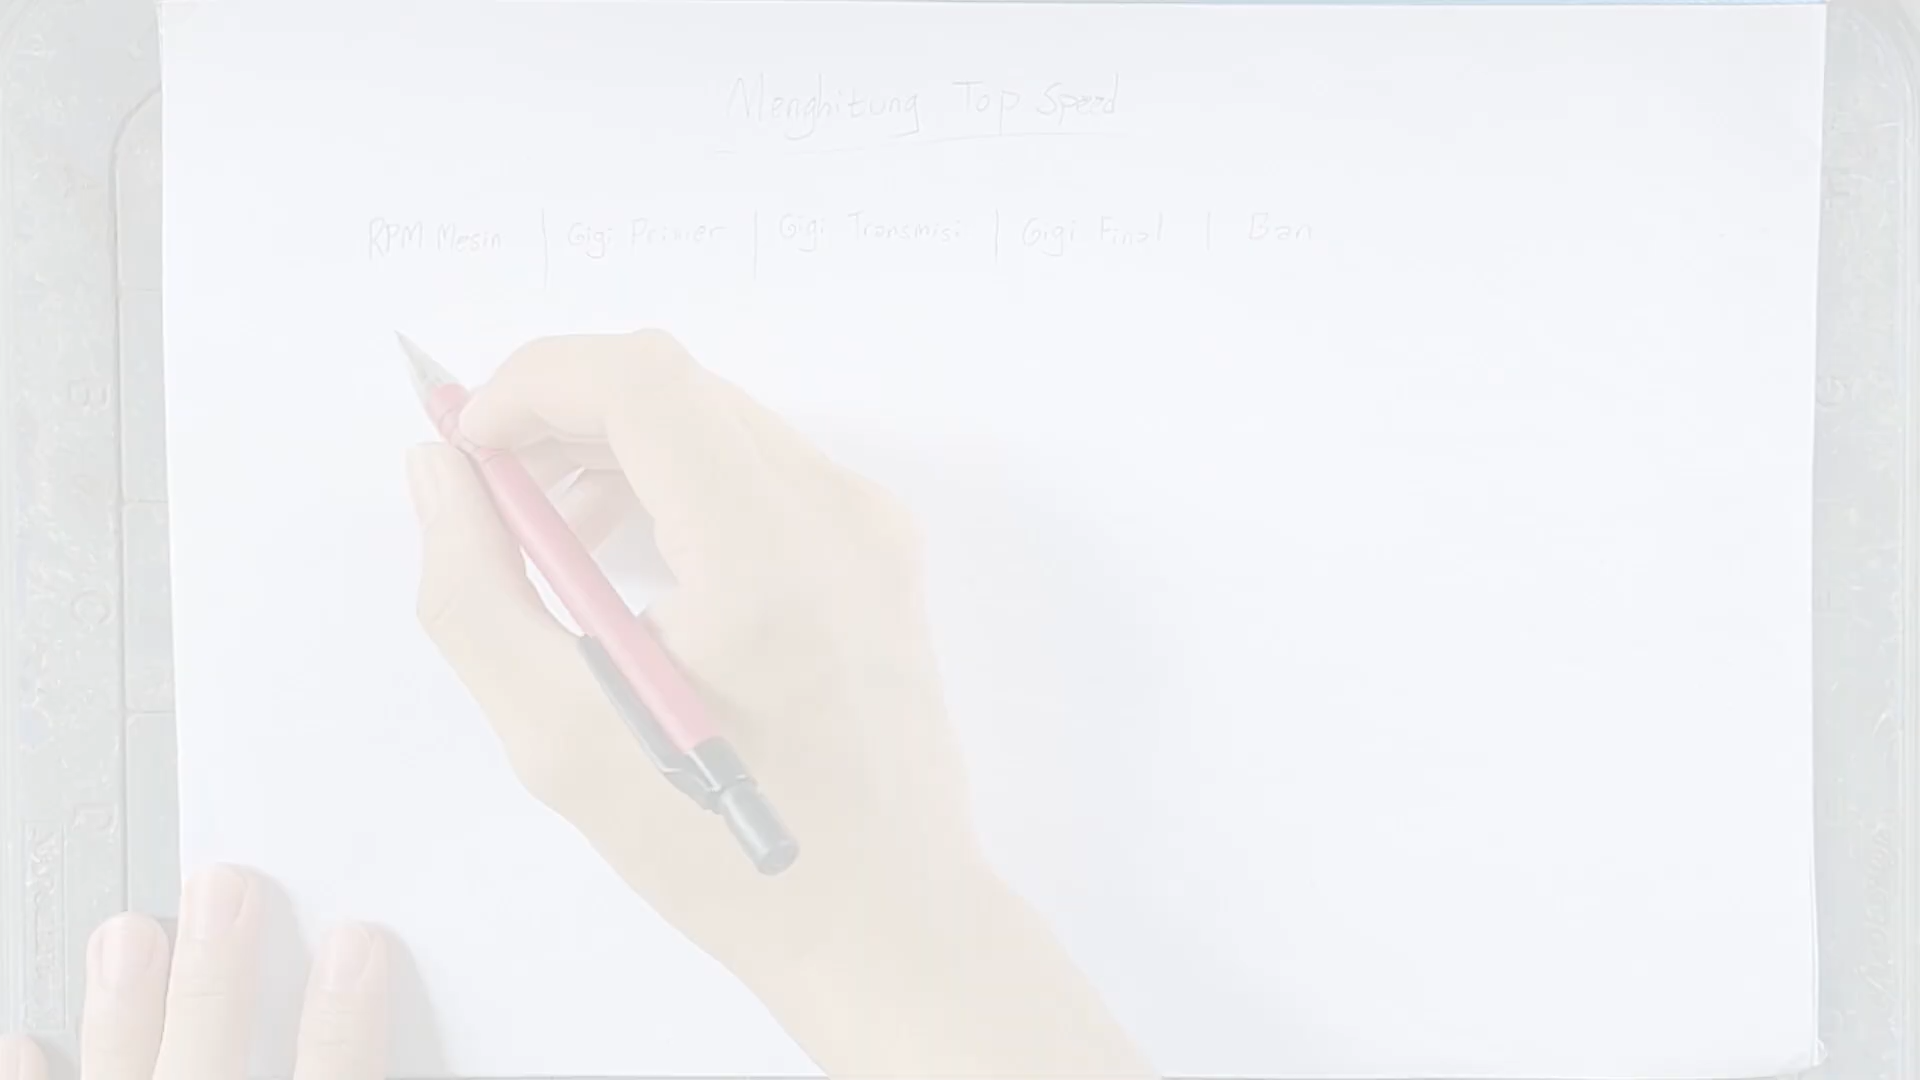 Menghitung Top Speed
RPM Mesin | Gigi Primer | Gigi Transmisi | Gigi Final | Ban
B
C